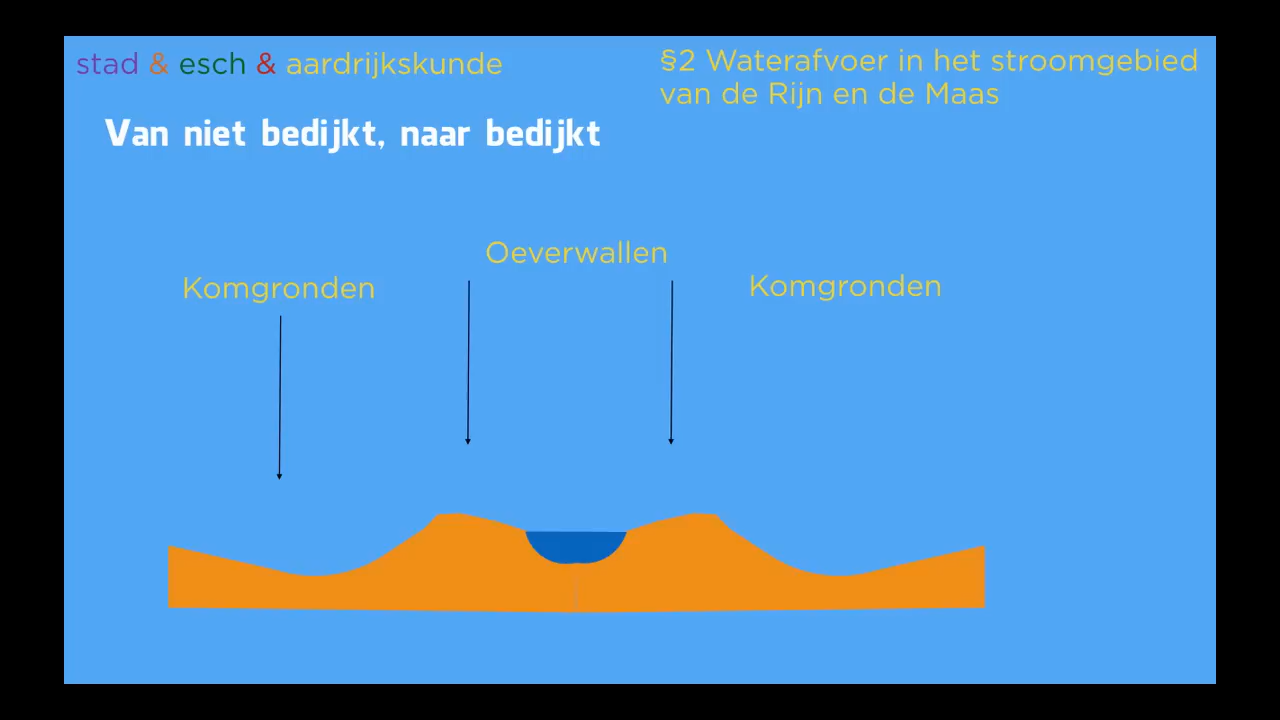 stad & esch & aardrijkskunde
§2 Waterafvoer in het stroomgebied
van de Rijn en de Maas
Van niet bedijkt, naar bedijkt
Oeverwallen
Komgronden
Komgronden